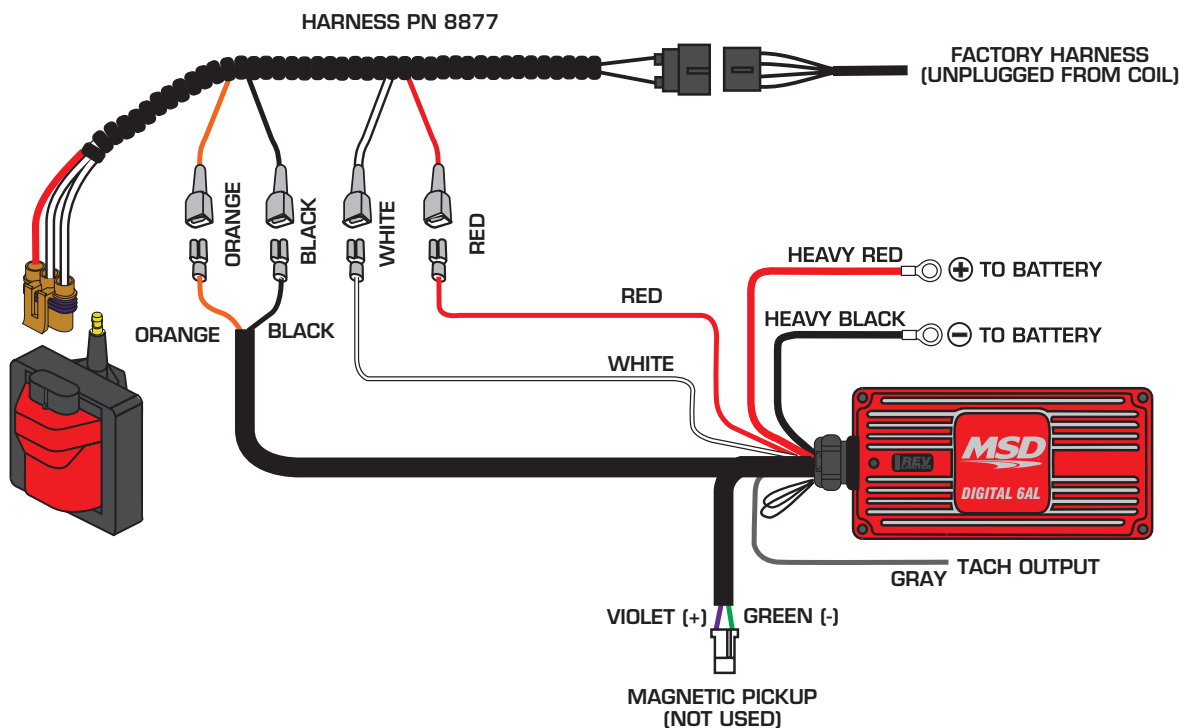 HARNESS PN 8877
FACTORY HARNESS
(UNPLUGGED FROM COIL)
ORANGE
BLACK
WHITE
RED
HEAVY RED
+ TO BATTERY
RED
HEAVY BLACK
- TO BATTERY
ORANGE
BLACK
WHITE
MSD
REV
LIMITER
DIGITAL 6AL
TACH OUTPUT
GRAY
VIOLET (+)
GREEN (-)
MAGNETIC PICKUP
(NOT USED)